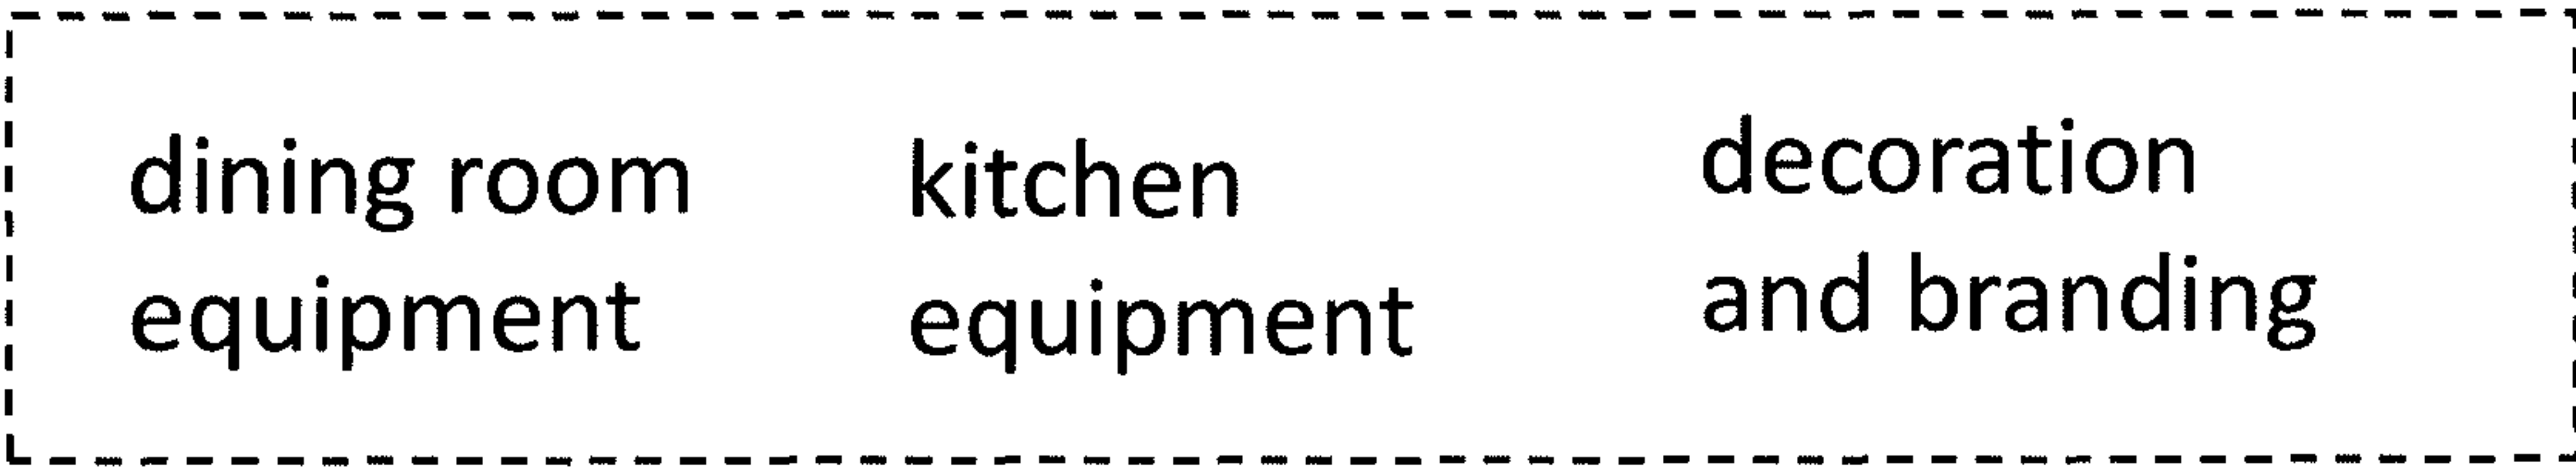 dining room
equipment
kitchen
equipment
decoration
and branding